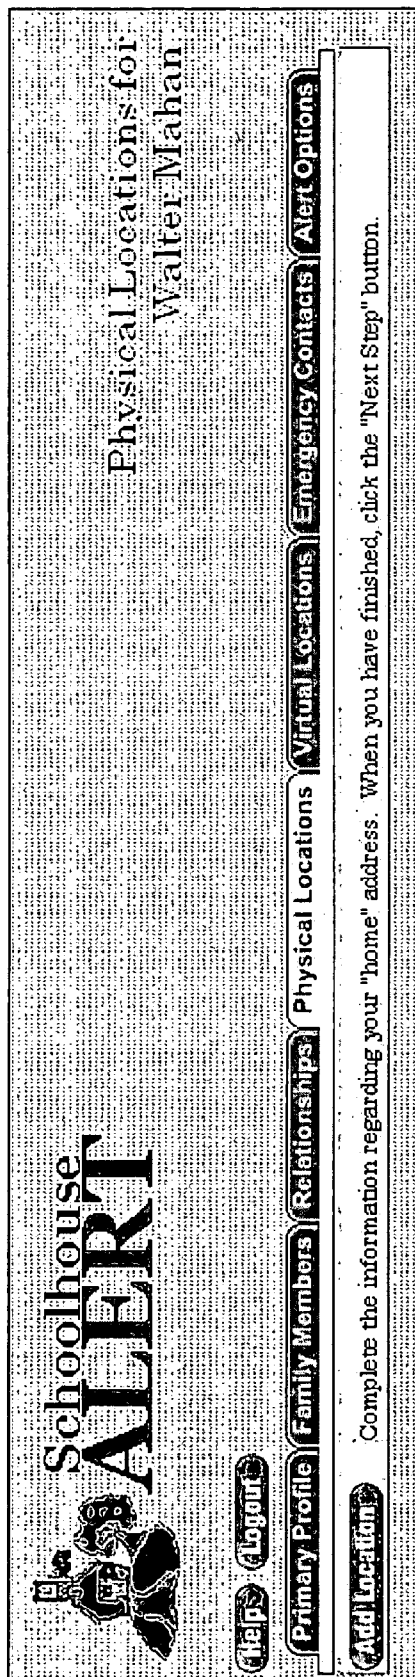 Schoolhouse
ALERT
Physical Locations for
Walter Mahan
Help Logout
Primary Profile Family Members Relationships Physical Locations Virtual Locations Emergency Contacts Alert Options
Add Location Complete the information regarding your "home" address. When you have finished, click the "Next Step" button.